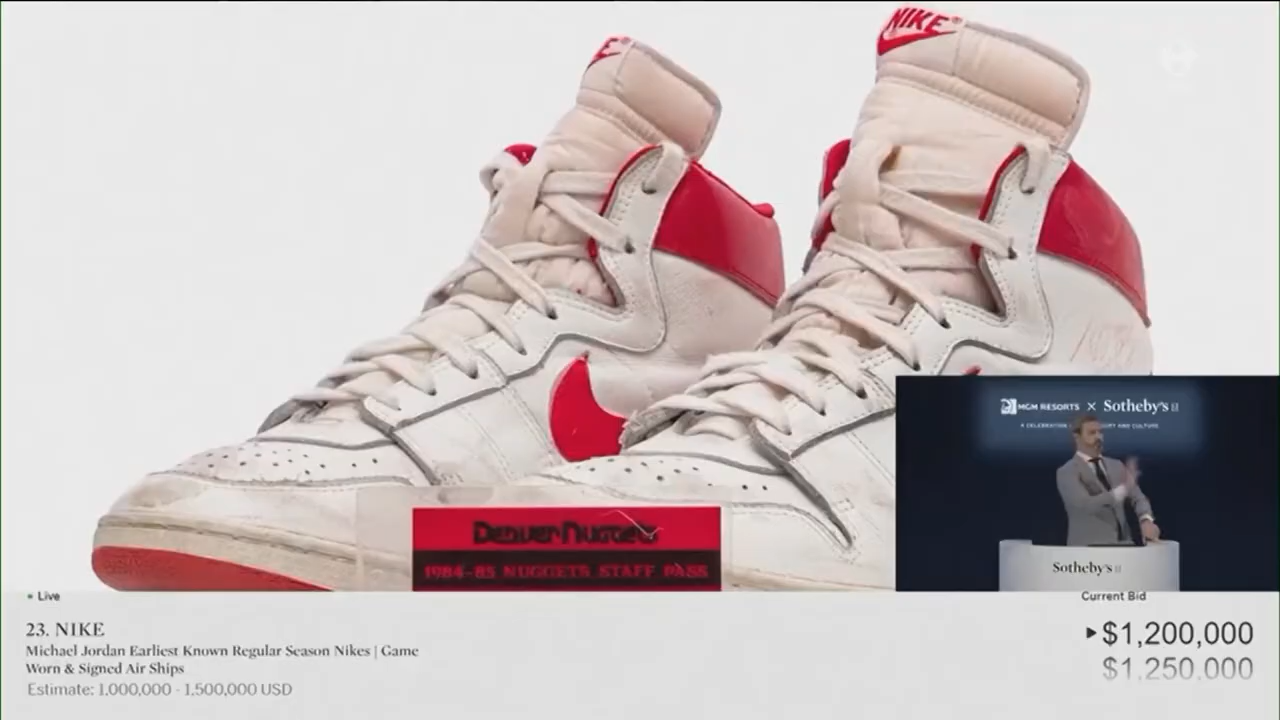 NIKE
MGM RESORTS × Sotheby's
Denver Nuggets
1984-85 NUGGETS STAFF PASS
Sotheby's
Live
Current Bid
23. NIKE
$1,200,000
Michael Jordan Earliest Known Regular Season Nikes | Game
Worn & Signed Air Ships
$1,250,000
Estimate: 1,000,000 - 1,500,000 USD